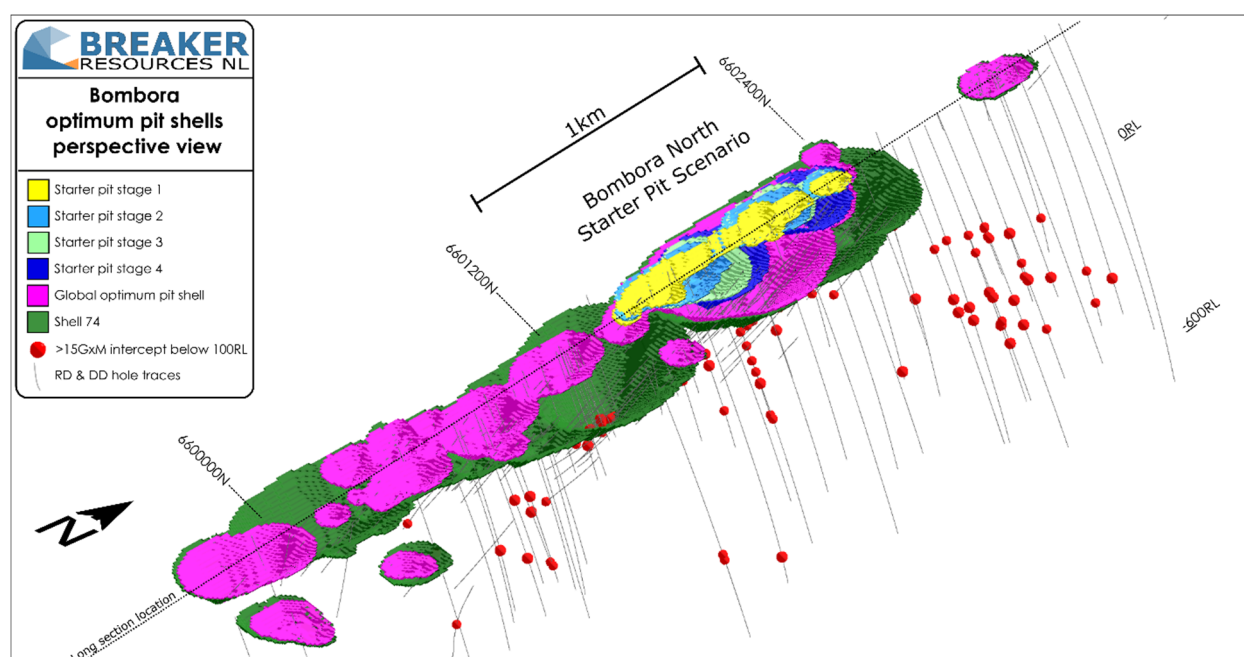 BREAKER
RESOURCES NL
Bombora
optimum pit shells
perspective view
Starter pit stage 1
Starter pit stage 2
Starter pit stage 3
Starter pit stage 4
Global optimum pit shell
Shell 74
>15GxM intercept below 100RL
RD & DD hole traces
1km
Bombora North
Starter Pit Scenario
6602400N
6601200N
6600000N
0RL
-600RL
N
Long section location